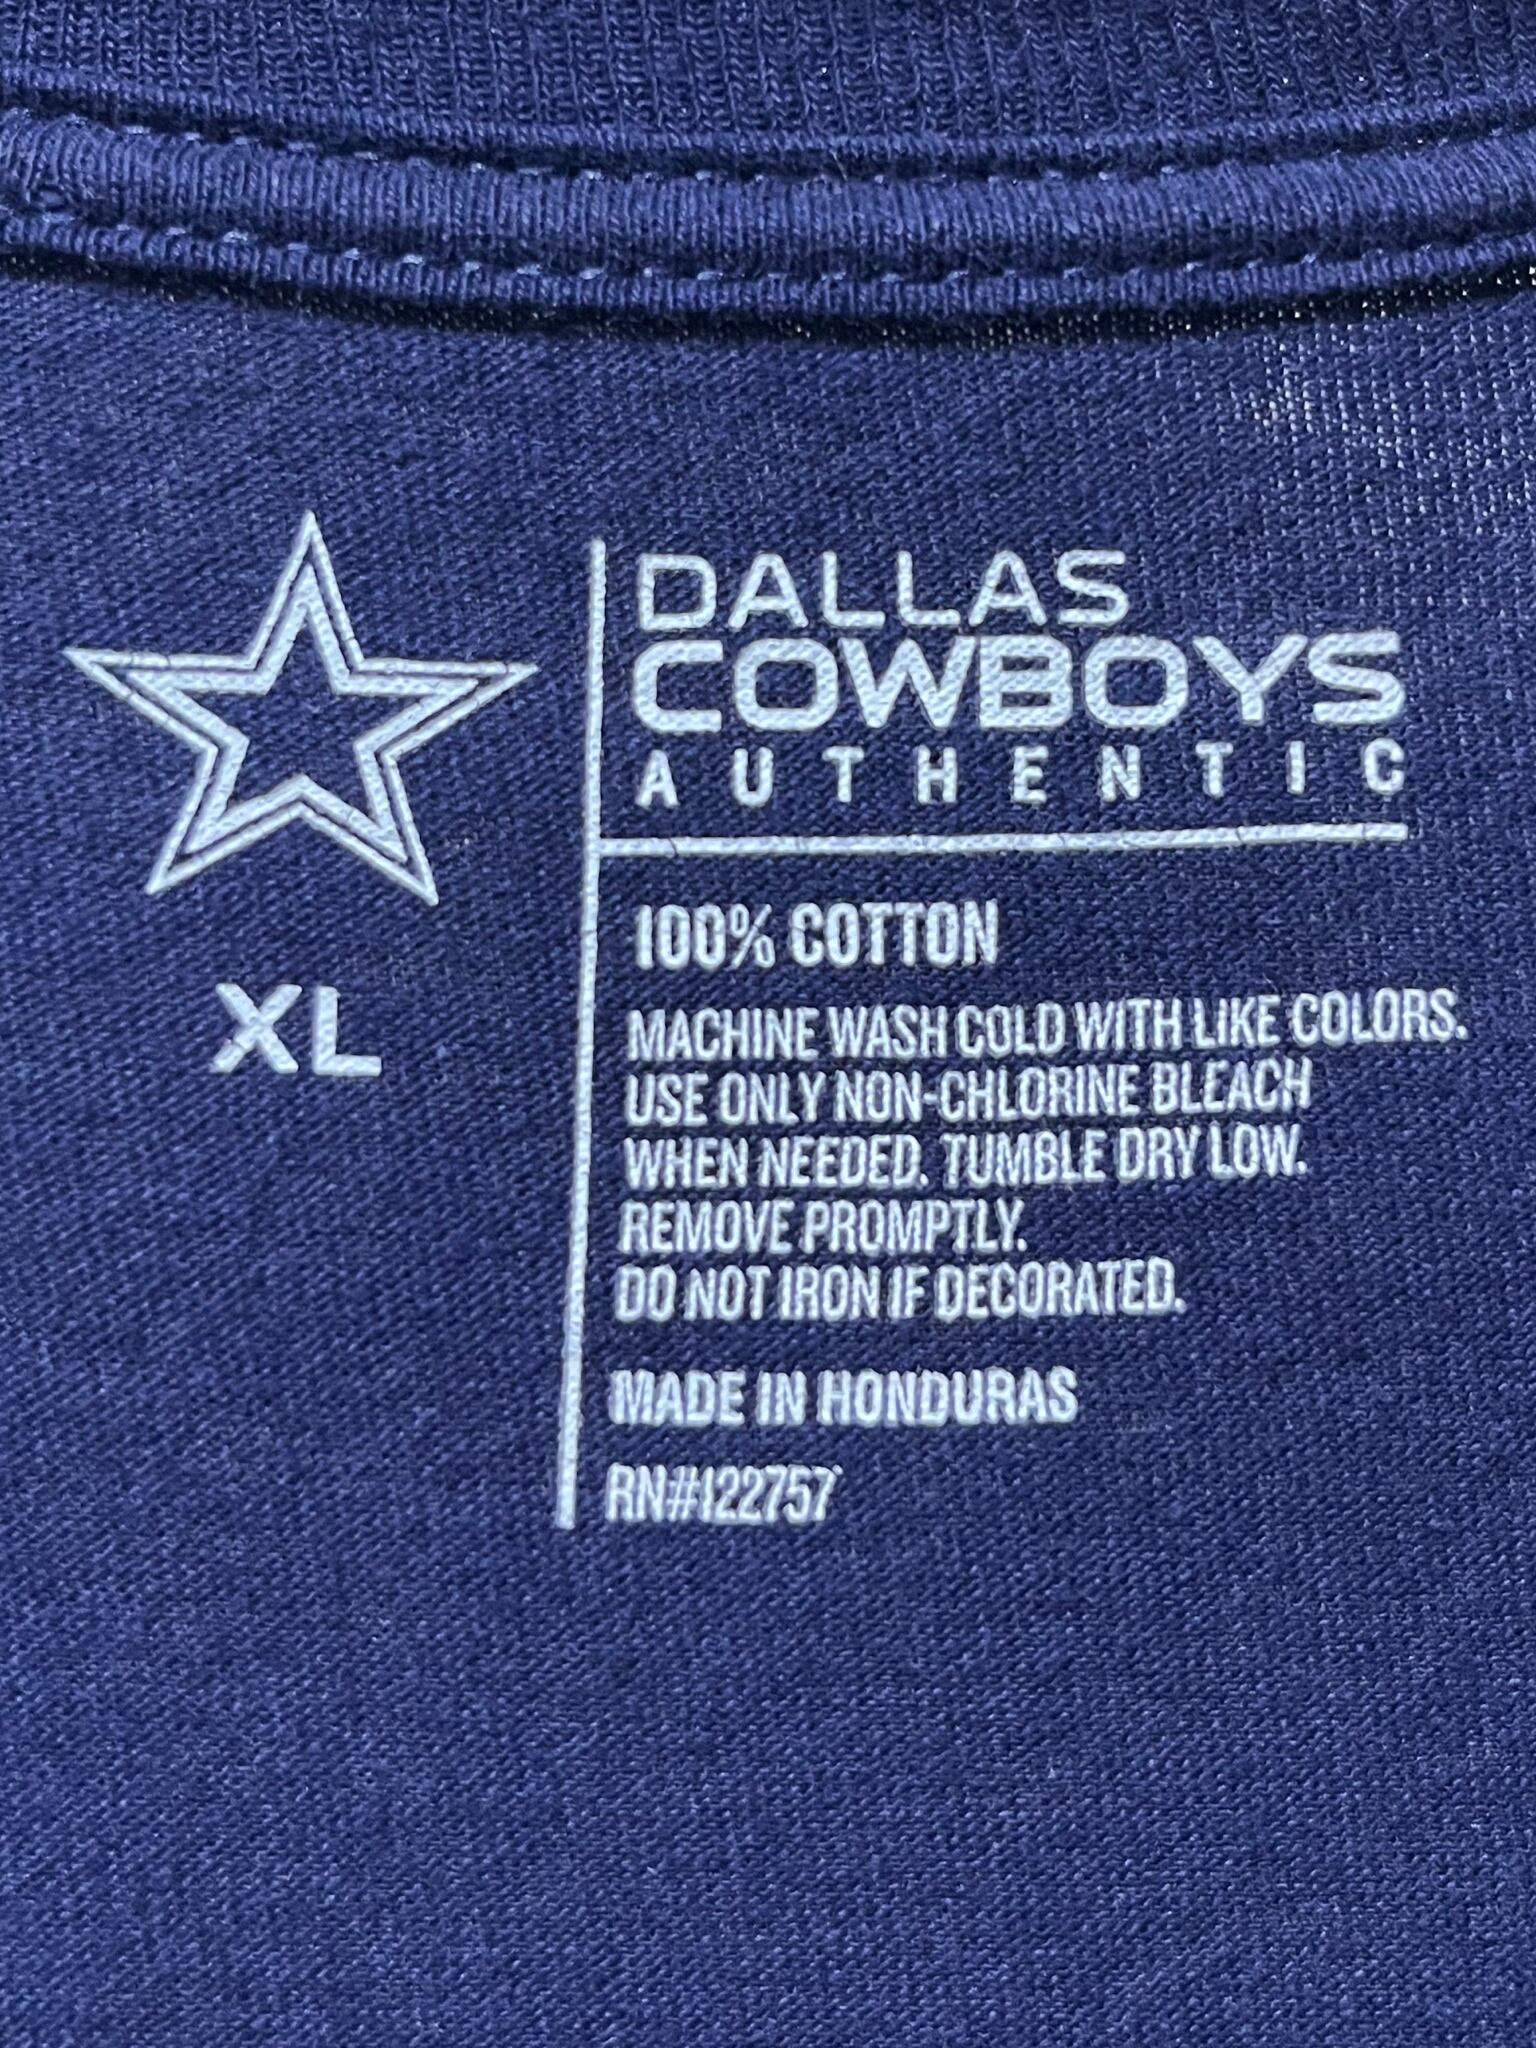 DALLAS
COWBOYS
AUTHENTIC
XL
100% COTTON
MACHINE WASH COLD WITH LIKE COLORS.
USE ONLY NON-CHLORINE BLEACH
WHEN NEEDED. TUMBLE DRY LOW.
REMOVE PROMPTLY.
DO NOT IRON IF DECORATED.
MADE IN HONDURAS
RN#122757